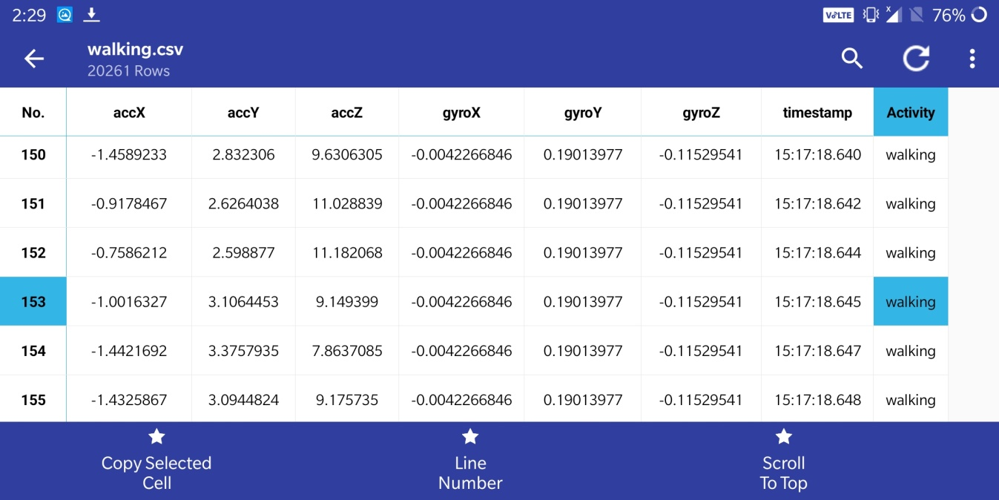 2:29 VoLTE x 76%
walking.csv
20261 Rows
No. accX accY accZ gyroX gyroY gyroZ timestamp Activity
150 -1.4589233 2.832306 9.6306305 -0.0042266846 0.19013977 -0.11529541 15:17:18.640 walking
151 -0.9178467 2.6264038 11.028839 -0.0042266846 0.19013977 -0.11529541 15:17:18.642 walking
152 -0.7586212 2.598877 11.182068 -0.0042266846 0.19013977 -0.11529541 15:17:18.644 walking
153 -1.0016327 3.1064453 9.149399 -0.0042266846 0.19013977 -0.11529541 15:17:18.645 walking
154 -1.4421692 3.3757935 7.8637085 -0.0042266846 0.19013977 -0.11529541 15:17:18.647 walking
155 -1.4325867 3.0944824 9.175735 -0.0042266846 0.19013977 -0.11529541 15:17:18.648 walking
Copy Selected
Cell
Line
Number
Scroll
To Top